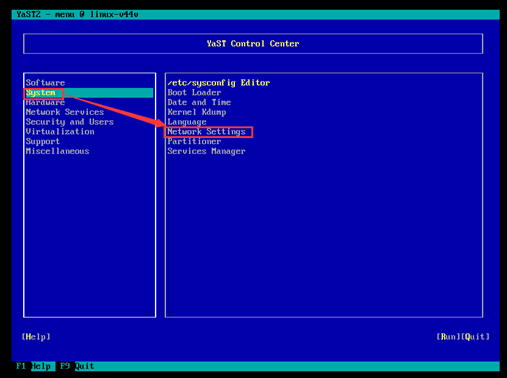 YaST2 - menu @ linux-v44v
YaST Control Center
Software
System
Hardware
Network Services
Security and Users
Virtualization
Support
Miscellaneous
/etc/sysconfig Editor
Boot Loader
Date and Time
Kernel Kdump
Language
Network Settings
Partitioner
Services Manager
[Help]
[Run][Quit]
F1 Help F9 Quit